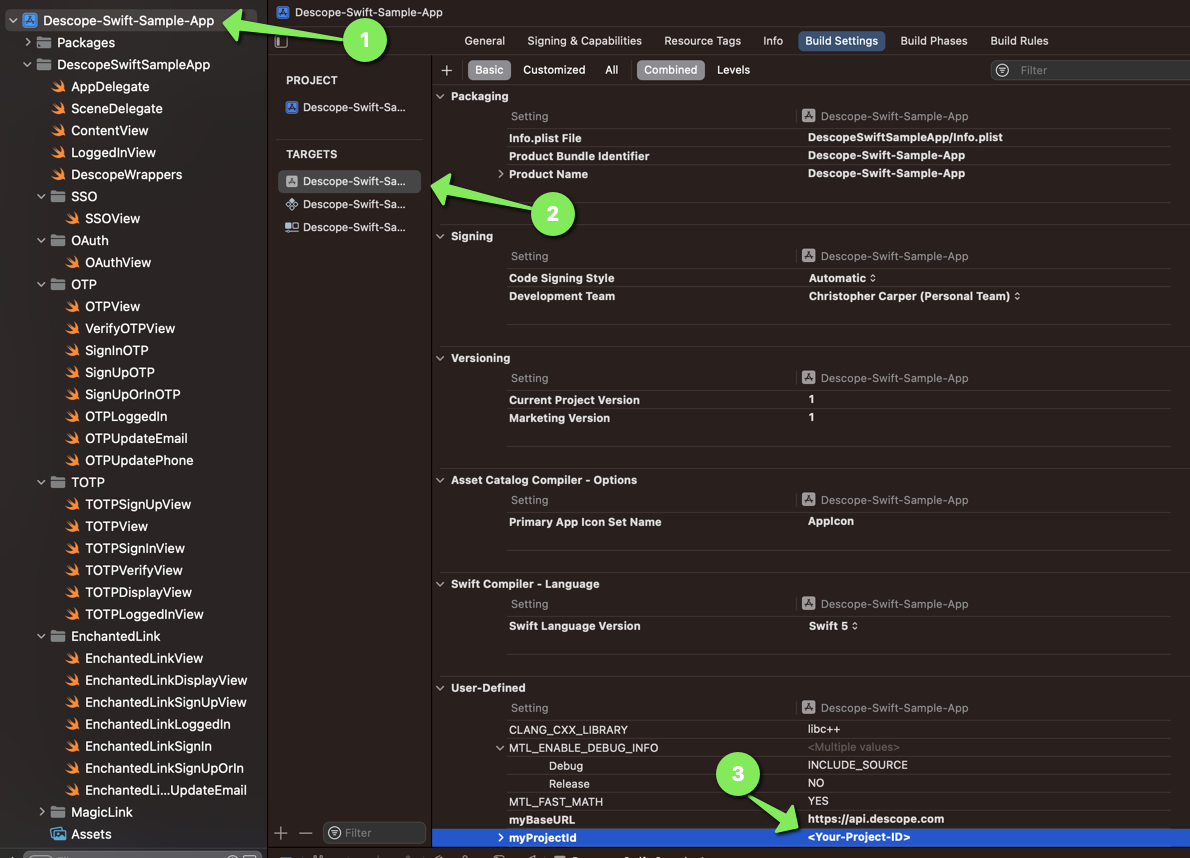 Descope-Swift-Sample-App
Packages
DescopeSwiftSampleApp
AppDelegate
SceneDelegate
ContentView
LoggedInView
DescopeWrappers
SSO
SSOView
OAuth
OAuthView
OTP
OTPView
VerifyOTPView
SignInOTP
SignUpOTP
SignUpOrInOTP
OTPLoggedIn
OTPUpdateEmail
OTPUpdatePhone
TOTP
TOTPSignUpView
TOTPView
TOTPSignInView
TOTPVerifyView
TOTPDisplayView
TOTPLoggedInView
EnchantedLink
EnchantedLinkView
EnchantedLinkDisplayView
EnchantedLinkSignUpView
EnchantedLinkLoggedIn
EnchantedLinkSignIn
EnchantedLinkSignUpOrIn
EnchantedLi...UpdateEmail
MagicLink
Assets
1
Descope-Swift-Sample-App
General Signing & Capabilities Resource Tags Info Build Settings Build Phases Build Rules
PROJECT
Descope-Swift-Sa...
TARGETS
Descope-Swift-Sa...
Descope-Swift-Sa...
Descope-Swift-Sa...
2
Filter
Basic Customized All Combined Levels Filter
Packaging
Setting Descope-Swift-Sample-App
Info.plist File DescopeSwiftSampleApp/Info.plist
Product Bundle Identifier Descope-Swift-Sample-App
Product Name Descope-Swift-Sample-App
Signing
Setting Descope-Swift-Sample-App
Code Signing Style Automatic
Development Team Christopher Carper (Personal Team)
Versioning
Setting Descope-Swift-Sample-App
Current Project Version 1
Marketing Version 1
Asset Catalog Compiler - Options
Setting Descope-Swift-Sample-App
Primary App Icon Set Name AppIcon
Swift Compiler - Language
Setting Descope-Swift-Sample-App
Swift Language Version Swift 5
User-Defined
Setting Descope-Swift-Sample-App
CLANG_CXX_LIBRARY libc++
MTL_ENABLE_DEBUG_INFO <Multiple values>
Debug INCLUDE_SOURCE
Release NO
MTL_FAST_MATH YES
myBaseURL https://api.descope.com
myProjectId <Your-Project-ID>
3